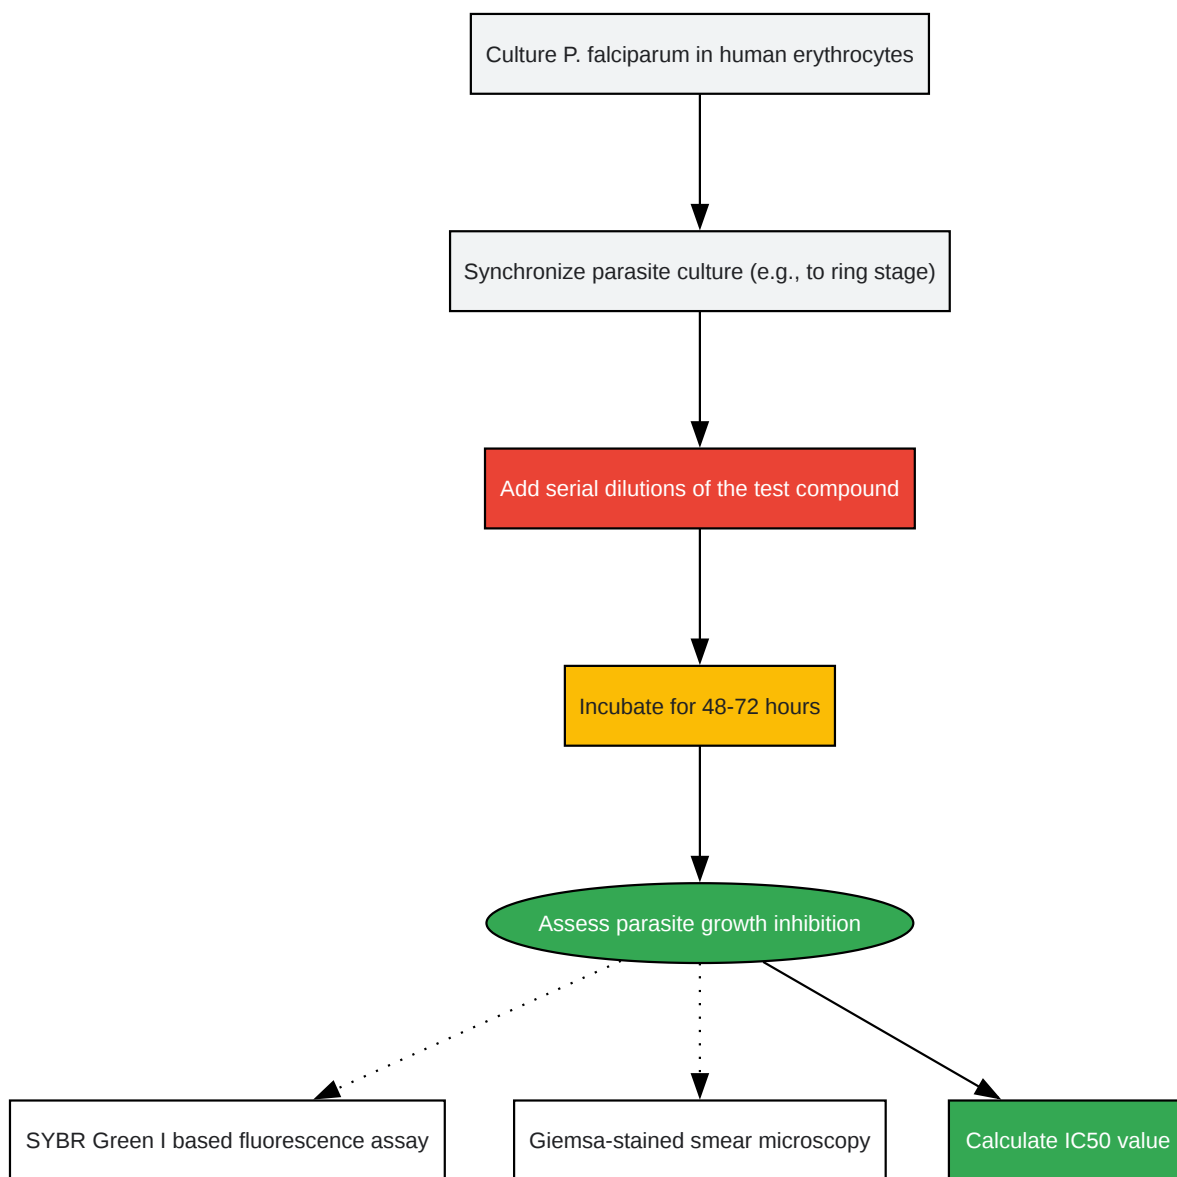 Culture P. falciparum in human erythrocytes
Synchronize parasite culture (e.g., to ring stage)
Add serial dilutions of the test compound
Incubate for 48-72 hours
Assess parasite growth inhibition
SYBR Green I based fluorescence assay
Giemsa-stained smear microscopy
Calculate IC50 value